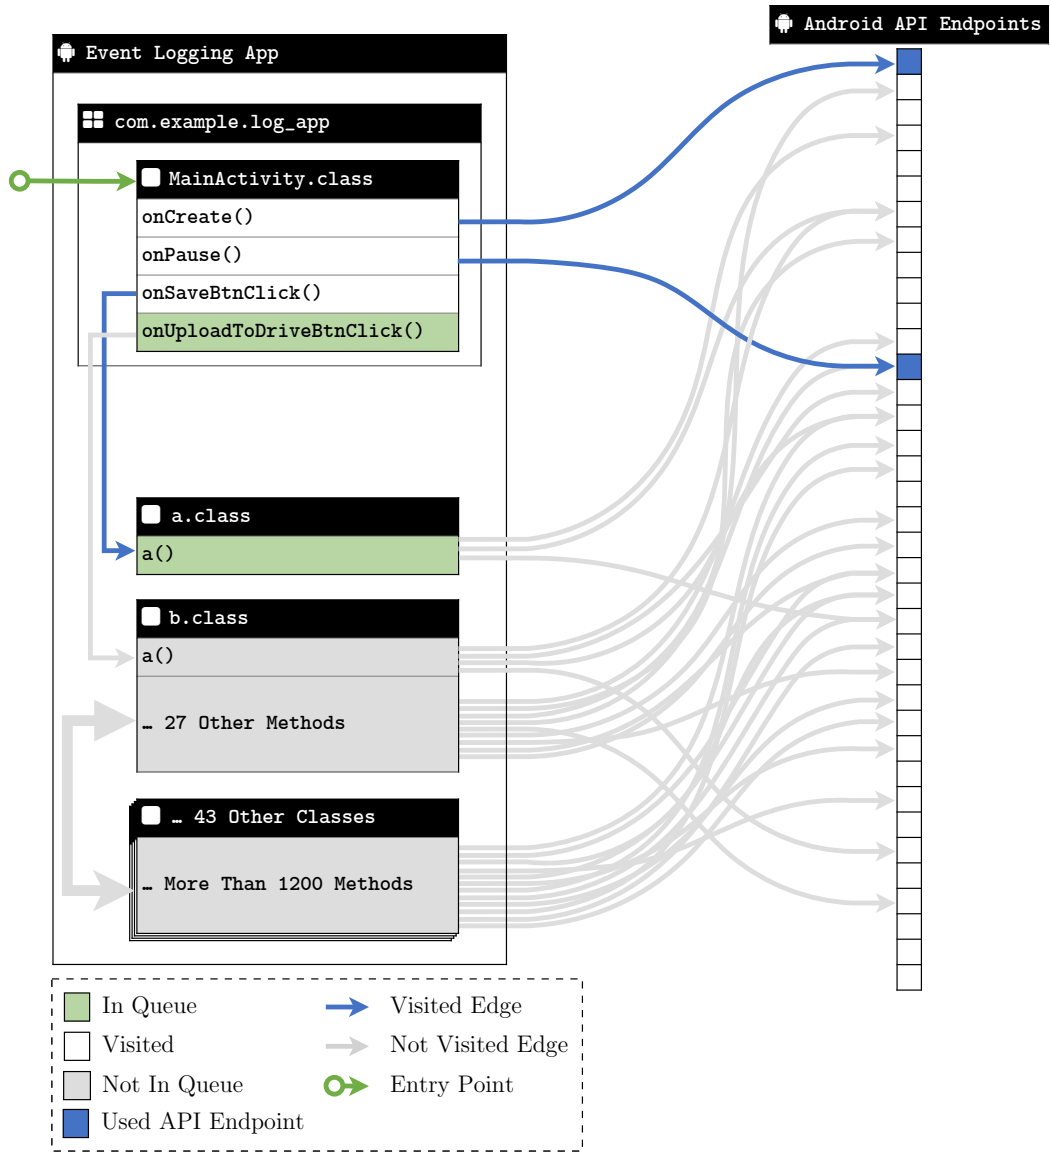 Android API Endpoints
Event Logging App
com.example.log_app
MainActivity.class
onCreate()
onPause()
onSaveBtnClick()
onUploadToDriveBtnClick()
a.class
a()
b.class
a()
… 27 Other Methods
… 43 Other Classes
… More Than 1200 Methods
In Queue
Visited Edge
Visited
Not Visited Edge
Not In Queue
Entry Point
Used API Endpoint